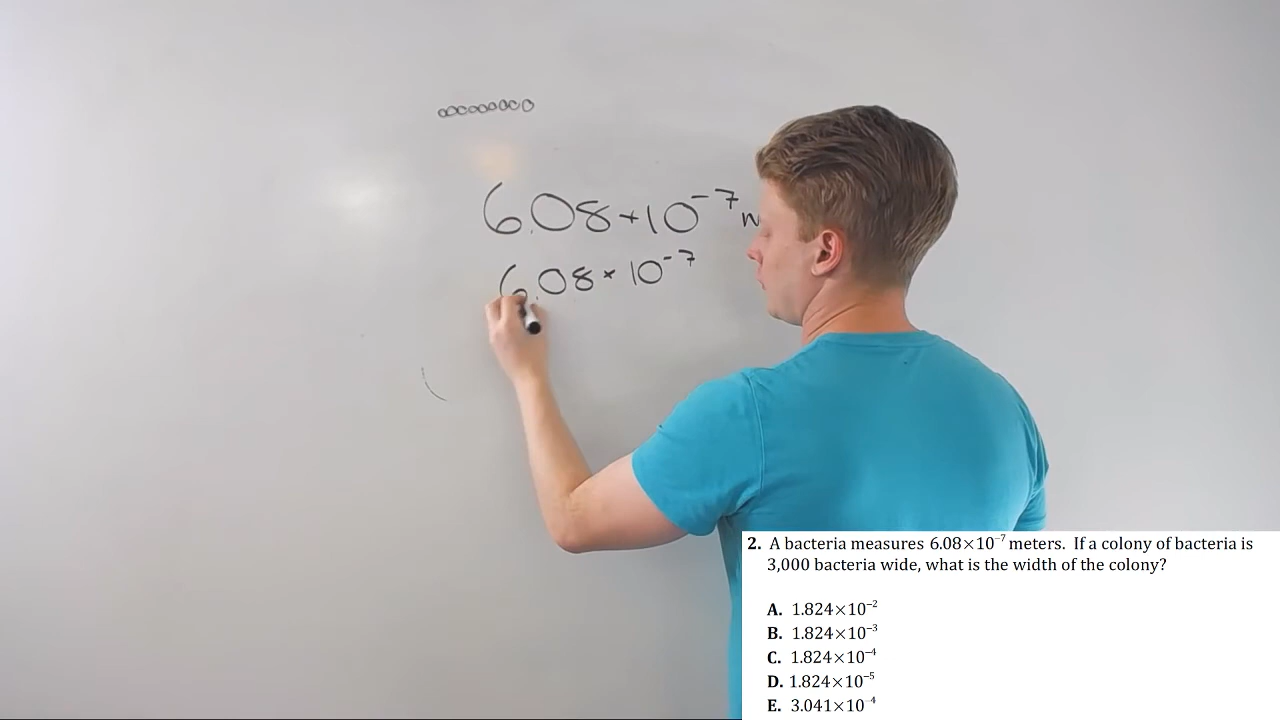 6.08×10⁻⁷
6.08×10⁻⁷
2. A bacteria measures 6.08×10⁻⁷ meters. If a colony of bacteria is
3,000 bacteria wide, what is the width of the colony?
A. 1.824×10⁻²
B. 1.824×10⁻³
C. 1.824×10⁻⁴
D. 1.824×10⁻⁵
E. 3.041×10⁻⁴